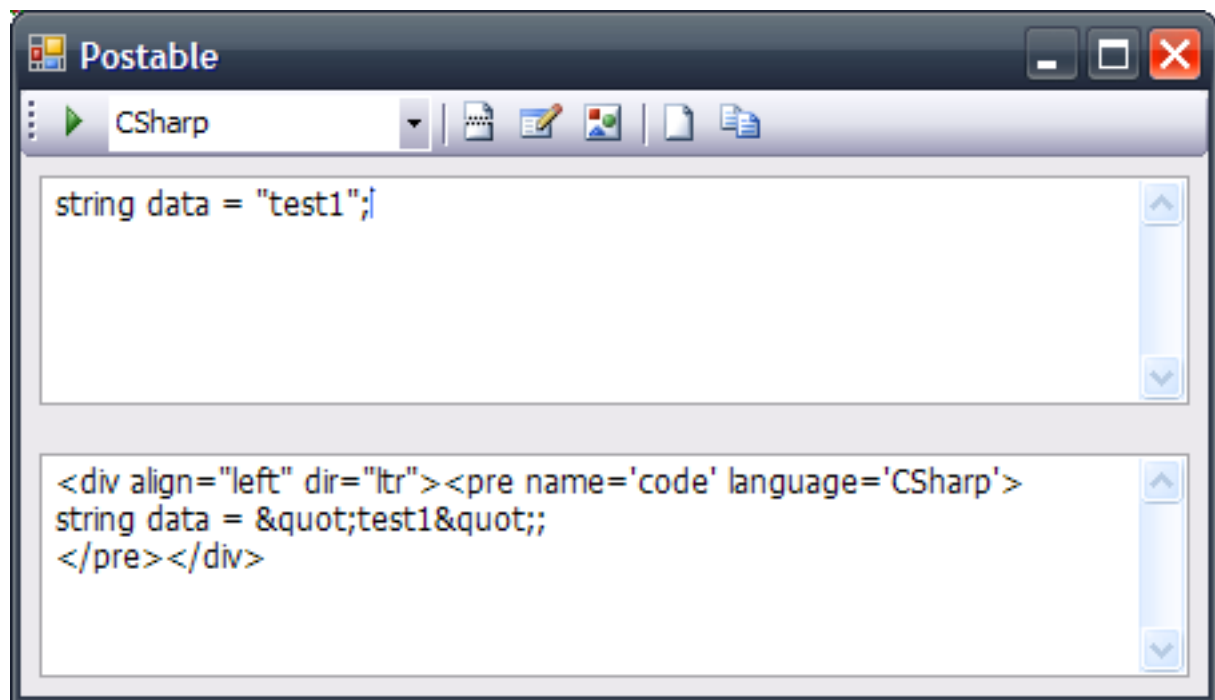 Postable
CSharp
string data = "test1";
<div align="left" dir="ltr"><pre name='code' language='CSharp'>
string data = &quot;test1&quot;;
</pre></div>